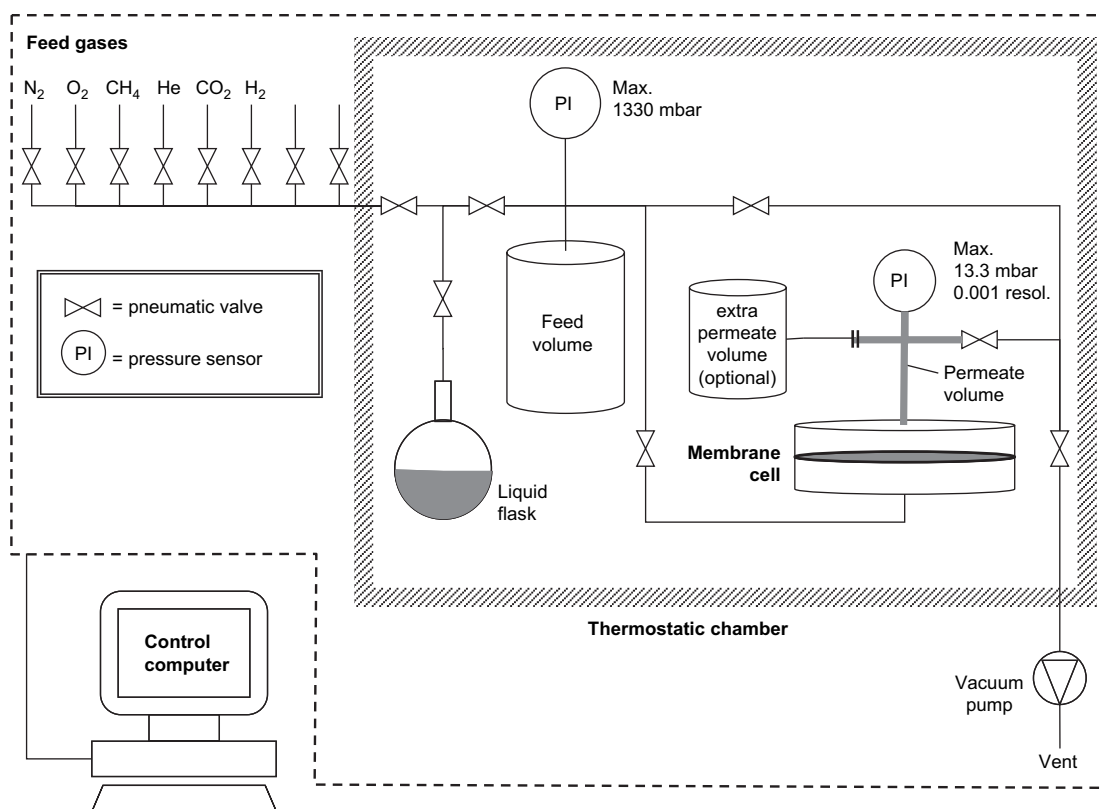 Feed gases
N₂ O₂ CH₄ He CO₂ H₂
PI
Max.
1330 mbar
= pneumatic valve
PI
= pressure sensor
Feed
volume
extra
permeate
volume
(optional)
PI
Max.
13.3 mbar
0.001 resol.
Permeate
volume
Membrane
cell
Liquid
flask
Thermostatic chamber
Control
computer
Vacuum
pump
Vent